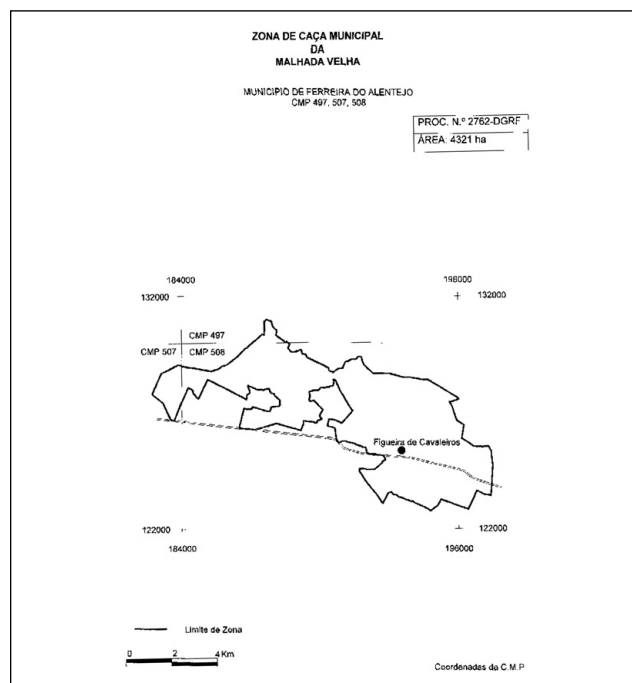 ZONA DE CAÇA MUNICIPAL
DA
MALHADA VELHA
MUNICIPIO DE FERREIRA DO ALENTEJO
CMP 497, 507, 508
PROC. N.º 2762-DGRF
ÁREA: 4321 ha
184000
198000
132000
132000
CMP 497
CMP 507
CMP 508
Figueira de Cavaleiros
122000
122000
184000
196000
Limite de Zona
0 2 4 Km
Coordenadas da C.M.P